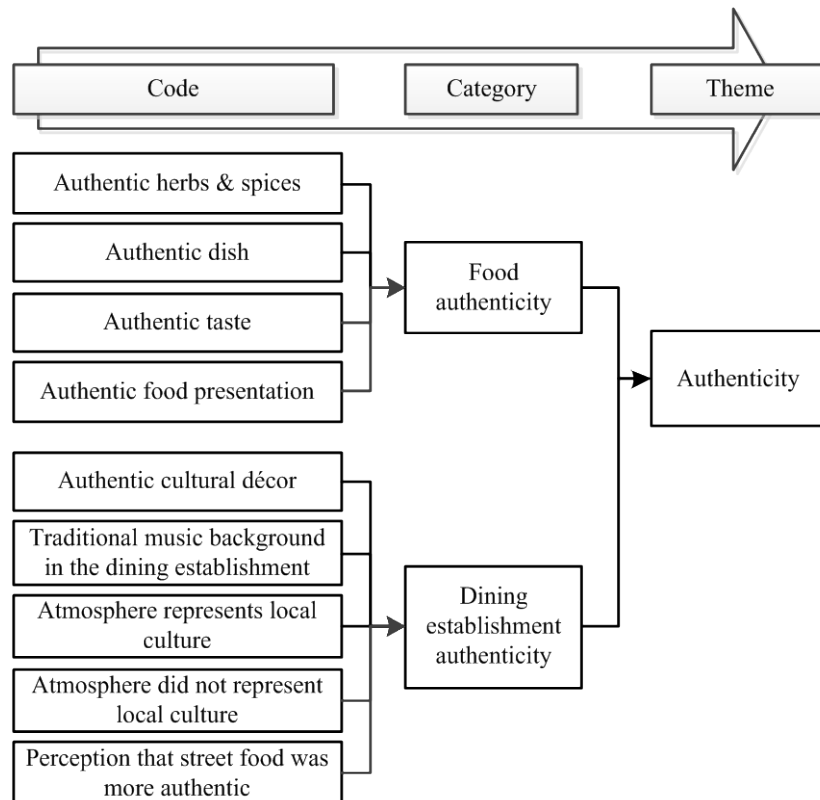 Code
Category
Theme
Authentic herbs & spices
Authentic dish
Authentic taste
Authentic food presentation
Food
authenticity
Authenticity
Authentic cultural décor
Traditional music background
in the dining establishment
Atmosphere represents local
culture
Atmosphere did not represent
local culture
Perception that street food was
more authentic
Dining
establishment
authenticity